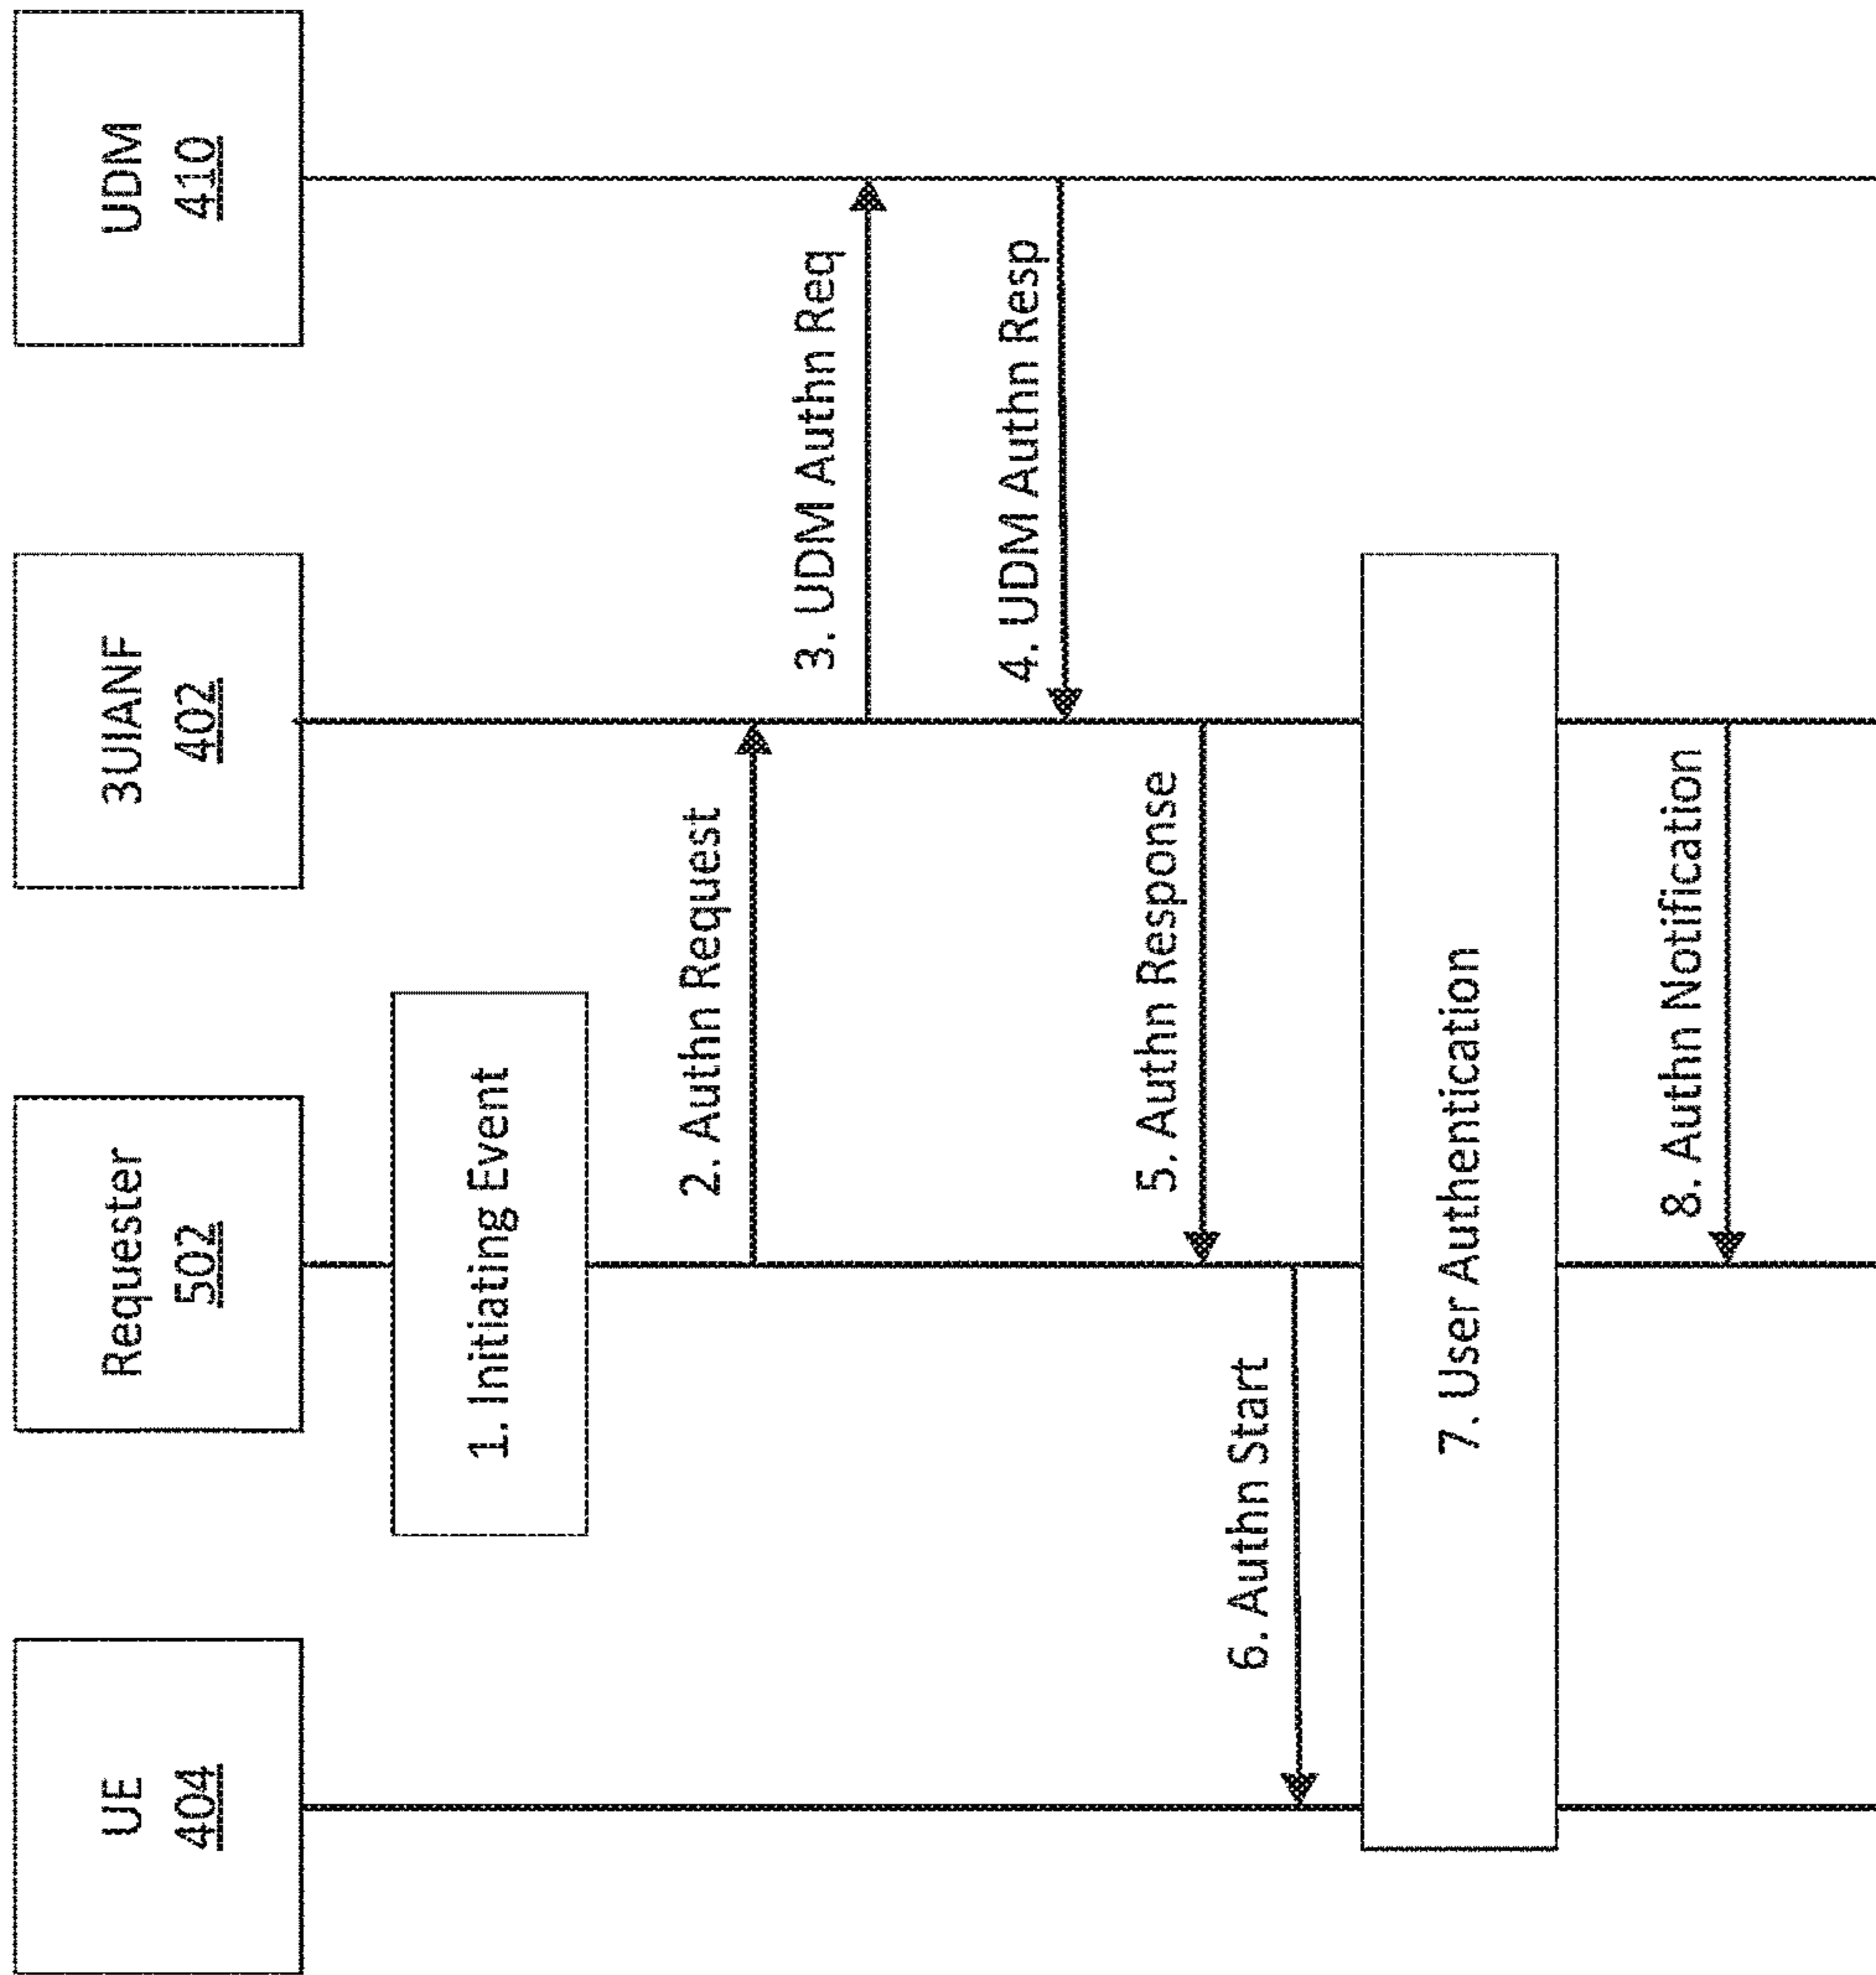 UE
404
Requester
502
3UIANF
402
UDM
410
1. Initiating Event
2. Authn Request
3. UDM Authn Req
4. UDM Authn Resp
5. Authn Response
6. Authn Start
7. User Authentication
8. Authn Notification